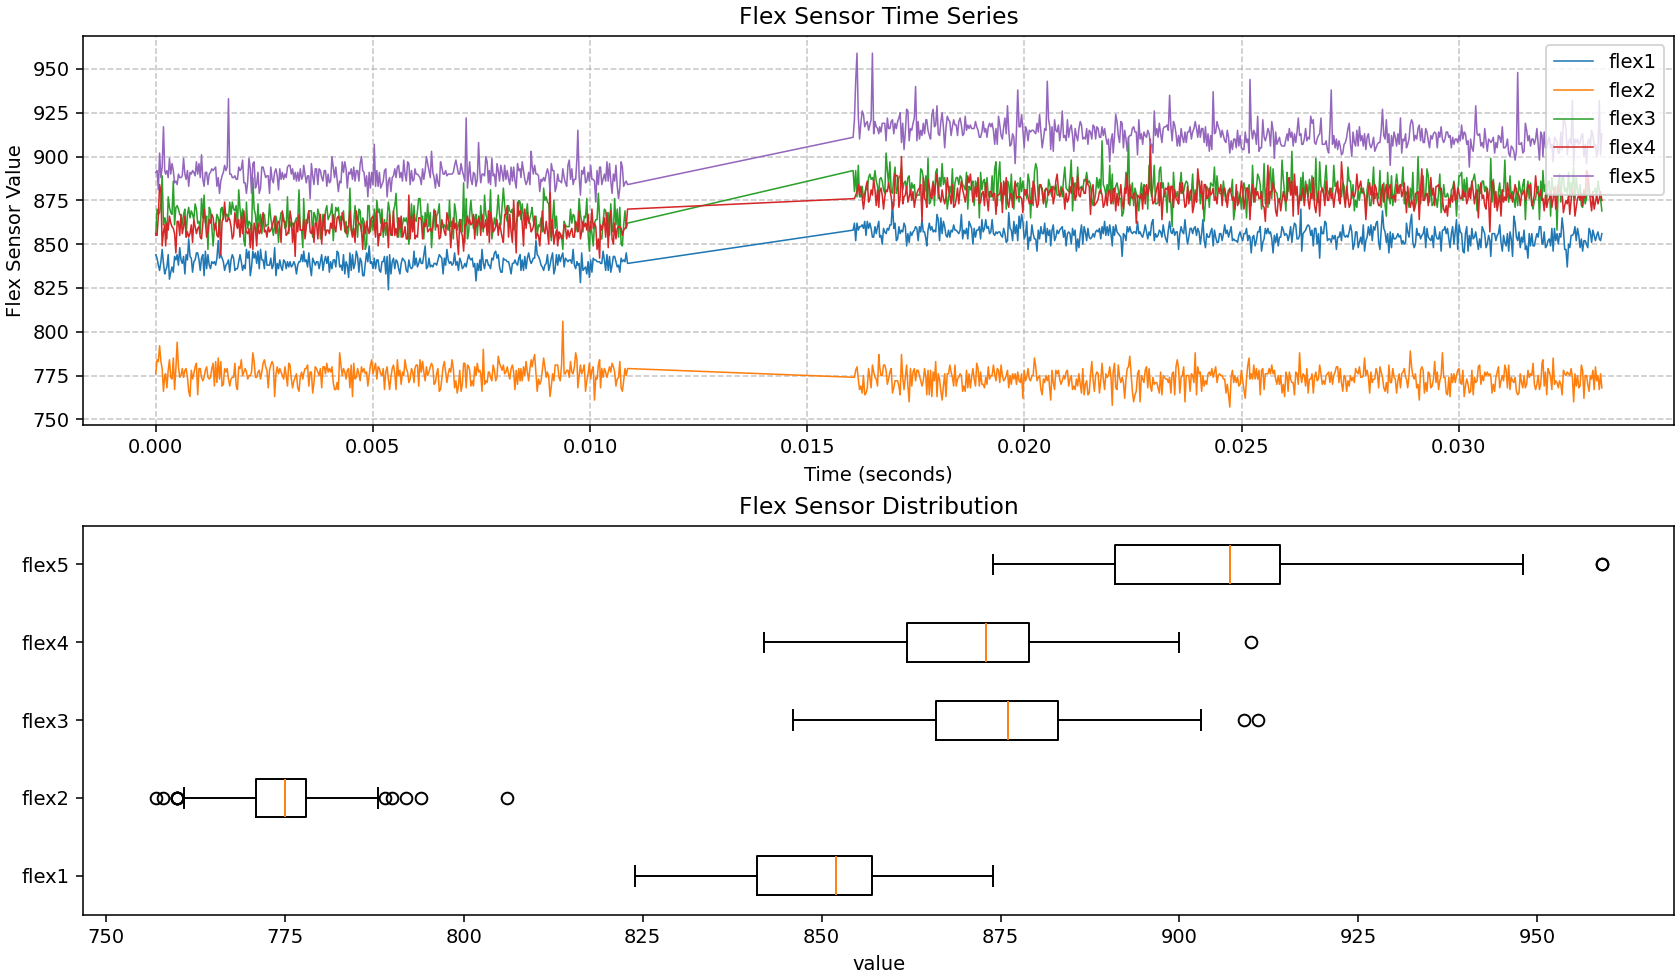 Flex Sensor Time Series
Flex Sensor Value
950
925
900
875
850
825
800
775
750
flex1
flex2
flex3
flex4
flex5
0.000 0.005 0.010 0.015 0.020 0.025 0.030
Time (seconds)
Flex Sensor Distribution
flex5
flex4
flex3
flex2
flex1
750 775 800 825 850 875 900 925 950
value